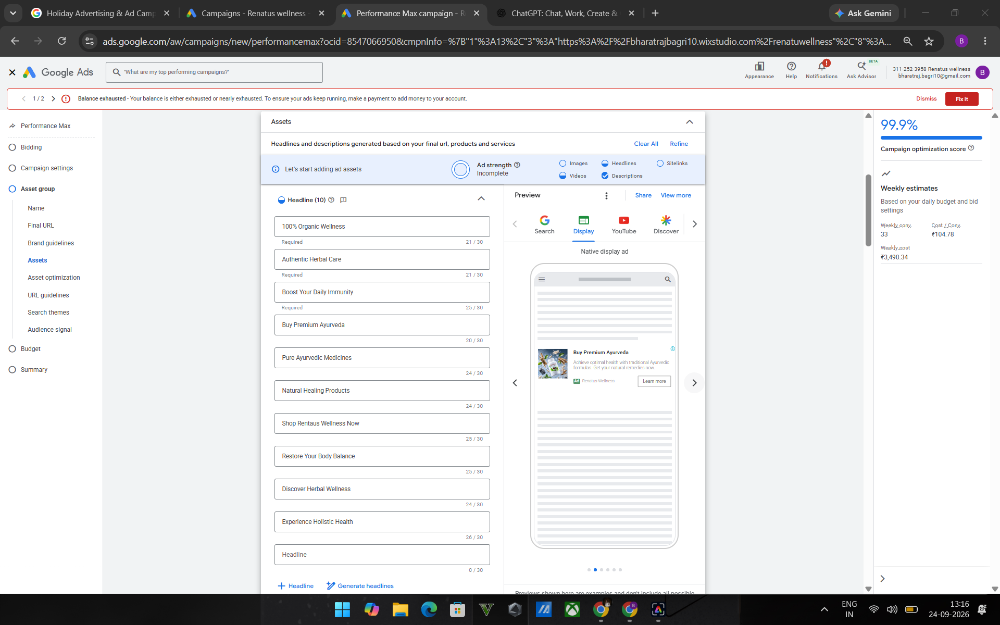 Holiday Advertising & Ad Camp
Campaigns - Renatus wellness -
Performance Max campaign - R
ChatGPT: Chat, Work, Create &
Ask Gemini
ads.google.com/aw/campaigns/new/performancemax?ocid=8547066950&cmpnInfo=%7B"1"%3A13%2C"3"%3A"https%3A%2F%2Fbharatrajbagri10.wixstudio.com%2Frenatuwellness"%2C"8"%3A...
B
Google Ads
"What are my top performing campaigns?"
Appearance
Help
Notifications
BETA
Ask Advisor
311-252-3958 Renatus wellness
bharatraj.bagri10@gmail.com
B
1 / 2
Balance exhausted - Your balance is either exhausted or nearly exhausted. To ensure your ads keep running, make a payment to add money to your account.
Dismiss
Fix It
Performance Max
Bidding
Campaign settings
Asset group
Name
Final URL
Brand guidelines
Assets
Asset optimization
URL guidelines
Search themes
Audience signal
Budget
Summary
Assets
Headlines and descriptions generated based on your final url, products and services
Clear All
Refine
Let's start adding ad assets
Ad strength
Incomplete
Images
Headlines
Sitelinks
Videos
Descriptions
Headline (10)
100% Organic Wellness
Required
21 / 30
Authentic Herbal Care
Required
21 / 30
Boost Your Daily Immunity
Required
25 / 30
Buy Premium Ayurveda
20 / 30
Pure Ayurvedic Medicines
24 / 30
Natural Healing Products
24 / 30
Shop Rentaus Wellness Now
25 / 30
Restore Your Body Balance
25 / 30
Discover Herbal Wellness
24 / 30
Experience Holistic Health
26 / 30
Headline
0 / 30
Headline
Generate headlines
Preview
Share
View more
Search
Display
YouTube
Discover
Native display ad
Buy Premium Ayurveda
Achieve optimal health with traditional Ayurvedic
formulas. Get your natural remedies now.
Ad
Renatus Wellness
Learn more
Previews shown here are examples and don't include all possible
99.9%
Campaign optimization score
Weekly estimates
Based on your daily budget and bid
settings
Weekly conv.
Cost / Conv.
33
₹104.78
Weekly cost
₹3,490.34
ENG
IN
13:16
24-09-2026